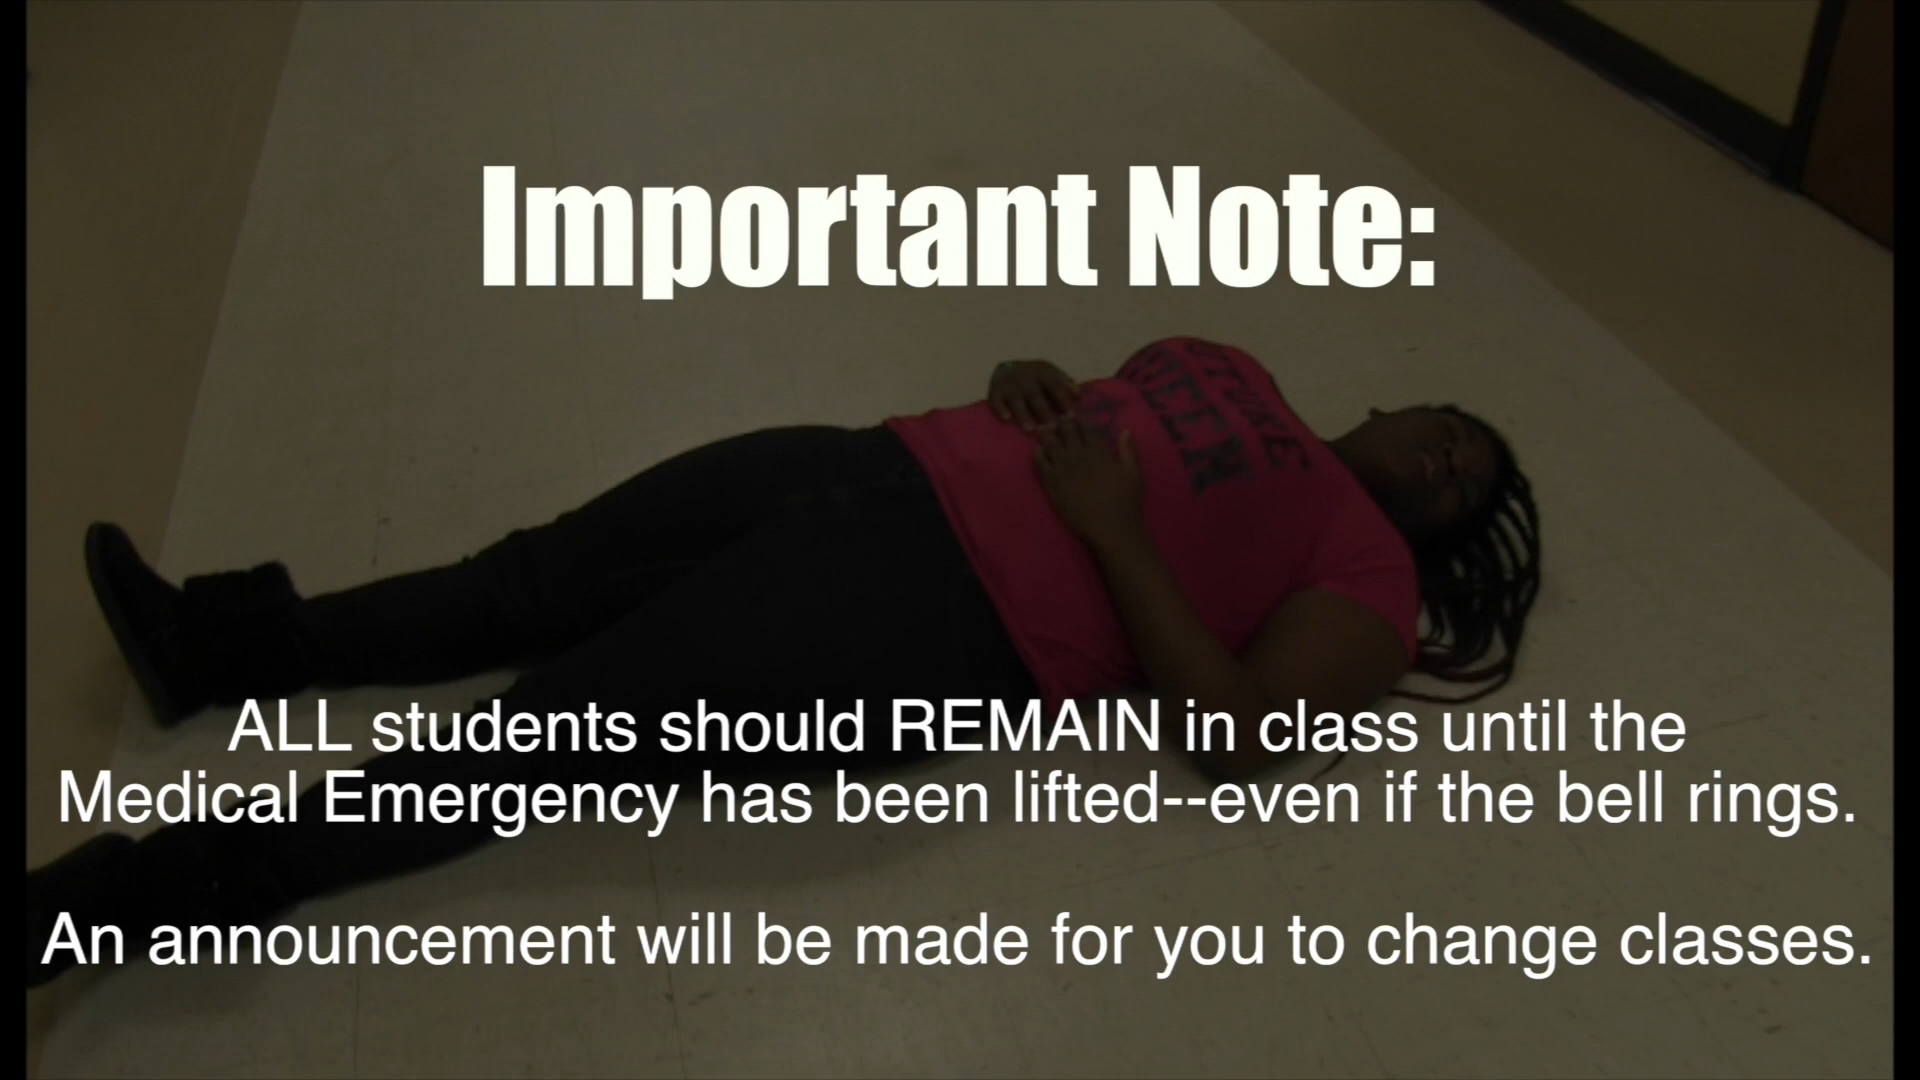 Important Note:
ALL students should REMAIN in class until the
Medical Emergency has been lifted--even if the bell rings.
An announcement will be made for you to change classes.